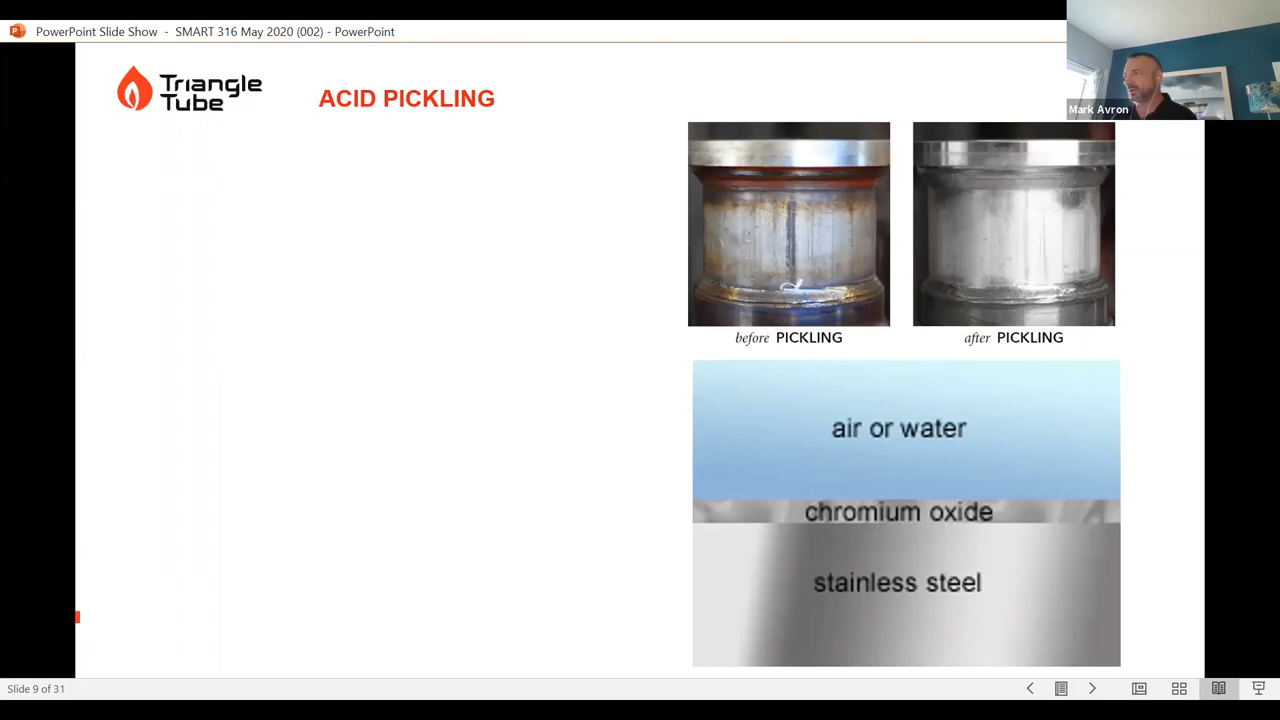 PowerPoint Slide Show - SMART 316 May 2020 (002) - PowerPoint
Triangle
Tube
ACID PICKLING
Mark Avron
before PICKLING
after PICKLING
air or water
chromium oxide
stainless steel
Slide 9 of 31